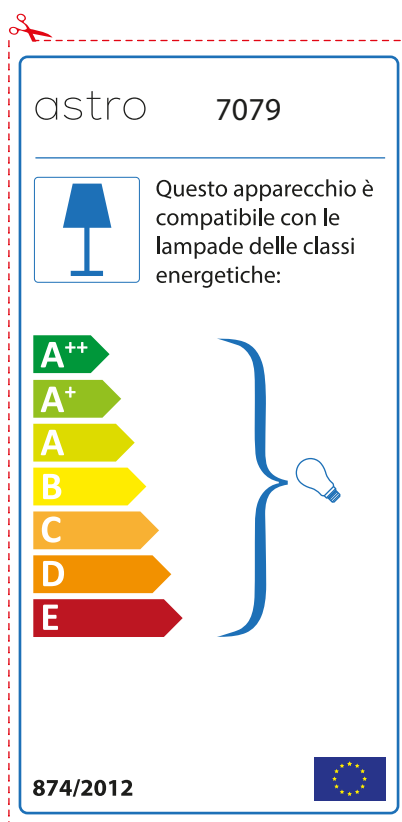 astro 7079
Questo apparecchio è
compatibile con le
lampade delle classi
energetiche:
A++
A+
A
B
C
D
E
874/2012